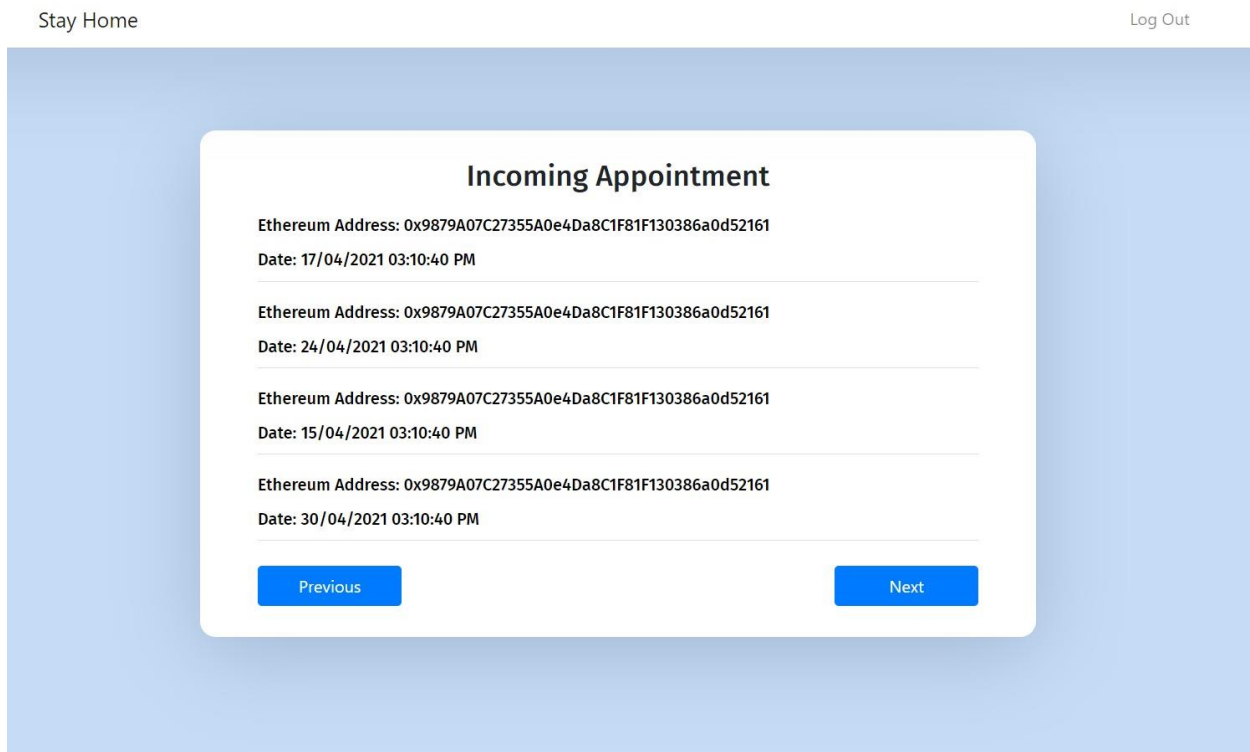 Stay Home
Log Out
Incoming Appointment
Ethereum Address: 0x9879A07C27355A0e4Da8C1F81F130386a0d52161
Date: 17/04/2021 03:10:40 PM
Ethereum Address: 0x9879A07C27355A0e4Da8C1F81F130386a0d52161
Date: 24/04/2021 03:10:40 PM
Ethereum Address: 0x9879A07C27355A0e4Da8C1F81F130386a0d52161
Date: 15/04/2021 03:10:40 PM
Ethereum Address: 0x9879A07C27355A0e4Da8C1F81F130386a0d52161
Date: 30/04/2021 03:10:40 PM
Previous
Next